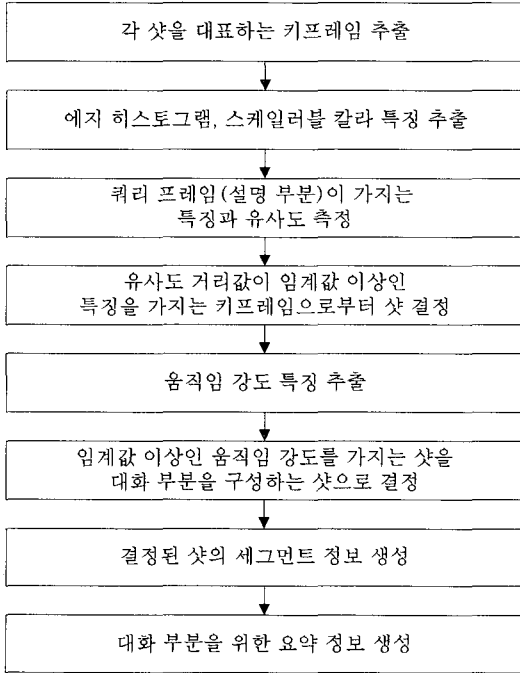 각 샷을 대표하는 키프레임 추출
에지 히스토그램, 스케일러블 칼라 특징 추출
쿼리 프레임(설명 부분)이 가지는
특징과 유사도 측정
유사도 거리값이 임계값 이상인
특징을 가지는 키프레임으로부터 샷 결정
움직임 강도 특징 추출
임계값 이상인 움직임 강도를 가지는 샷을
대화 부분을 구성하는 샷으로 결정
결정된 샷의 세그먼트 정보 생성
대화 부분을 위한 요약 정보 생성